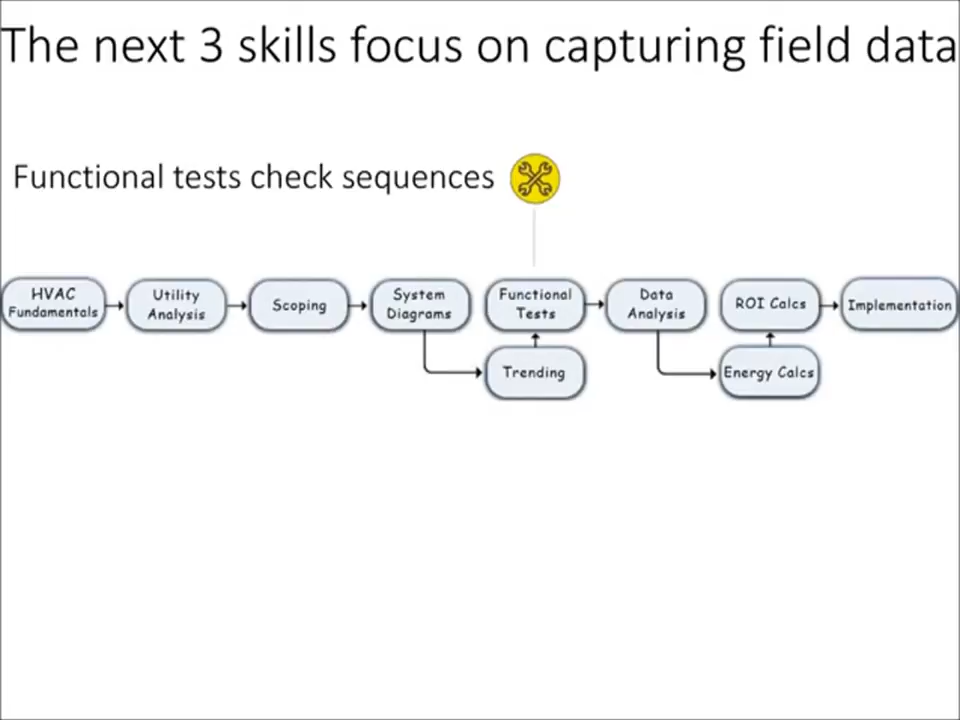 The next 3 skills focus on capturing field data
Functional tests check sequences
HVAC
Fundamentals
Utility
Analysis
Scoping
System
Diagrams
Functional
Tests
Data
Analysis
ROI Calcs
Implementation
Trending
Energy Calcs